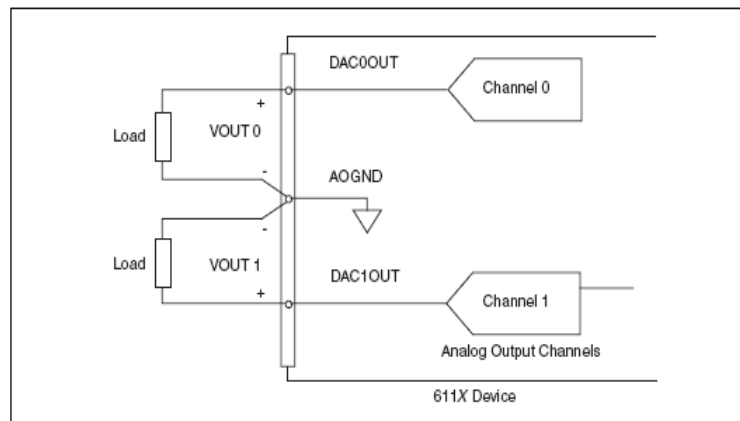 DAC0OUT
Channel 0
+
Load
VOUT 0
-
AOGND
-
Load
VOUT 1
DAC1OUT
+
Channel 1
Analog Output Channels
611X Device